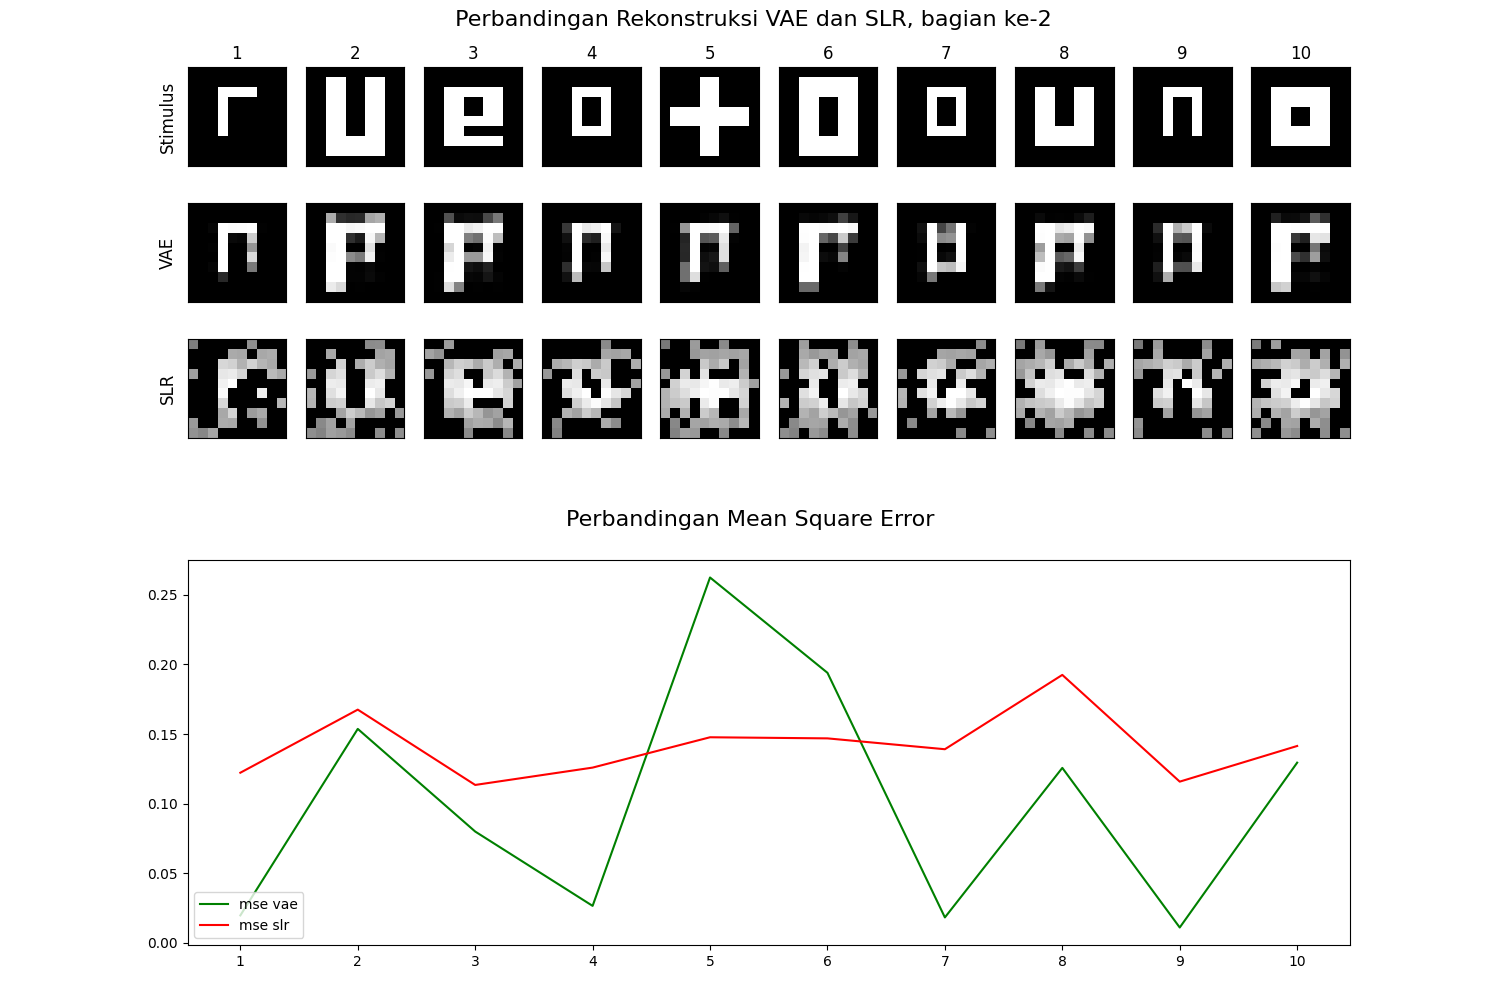 Perbandingan Rekonstruksi VAE dan SLR, bagian ke-2
1 2 3 4 5 6 7 8 9 10
Stimulus
VAE
SLR
Perbandingan Mean Square Error
0.25
0.20
0.15
0.10
0.05
0.00
mse vae
mse slr
1 2 3 4 5 6 7 8 9 10